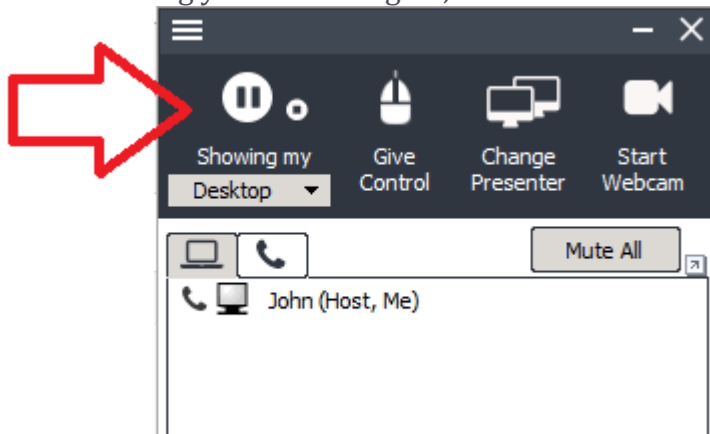 Showing my
Desktop
Give
Control
Change
Presenter
Start
Webcam
Mute All
John (Host, Me)